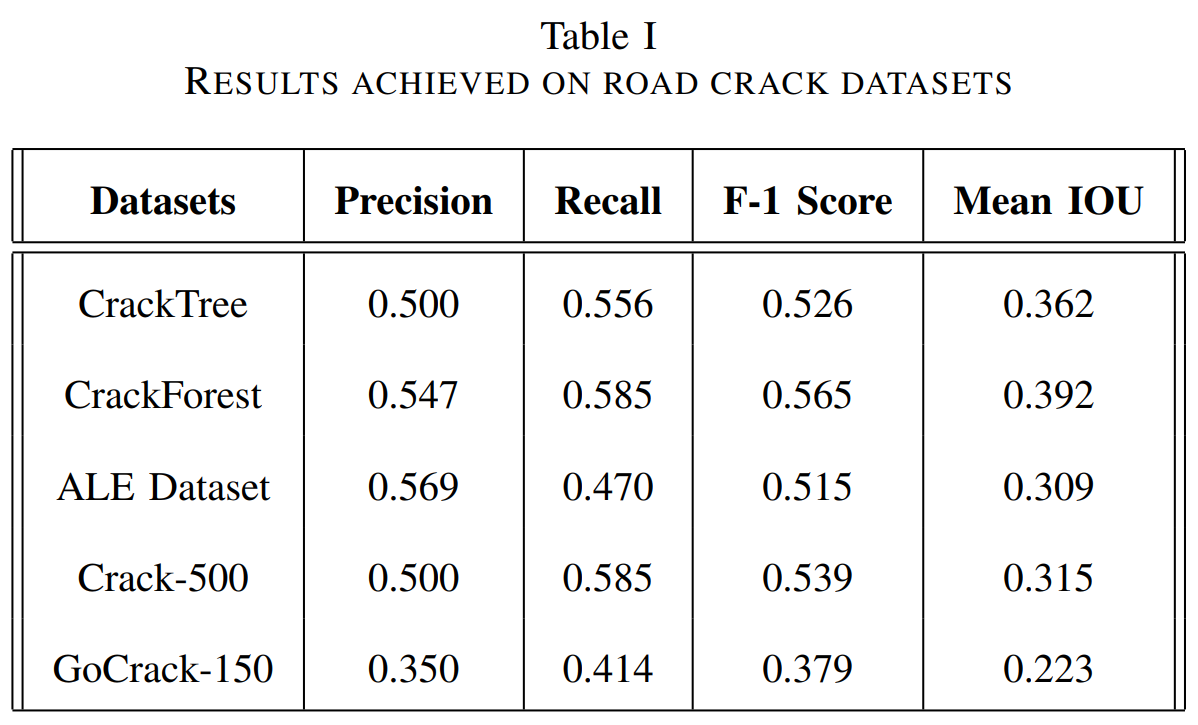 Table I
RESULTS ACHIEVED ON ROAD CRACK DATASETS
Datasets Precision Recall F-1 Score Mean IOU
CrackTree 0.500 0.556 0.526 0.362
CrackForest 0.547 0.585 0.565 0.392
ALE Dataset 0.569 0.470 0.515 0.309
Crack-500 0.500 0.585 0.539 0.315
GoCrack-150 0.350 0.414 0.379 0.223